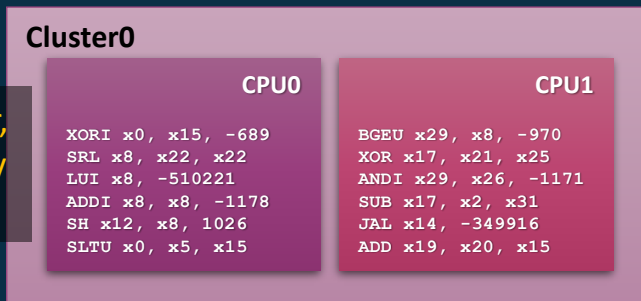 Cluster0
CPU0
XORI x0, x15, -689
SRL x8, x22, x22
LUI x8, -510221
ADDI x8, x8, -1178
SH x12, x8, 1026
SLTU x0, x5, x15
CPU1
BGEU x29, x8, -970
XOR x17, x21, x25
ANDI x29, x26, -1171
SUB x17, x2, x31
JAL x14, -349916
ADD x19, x20, x15